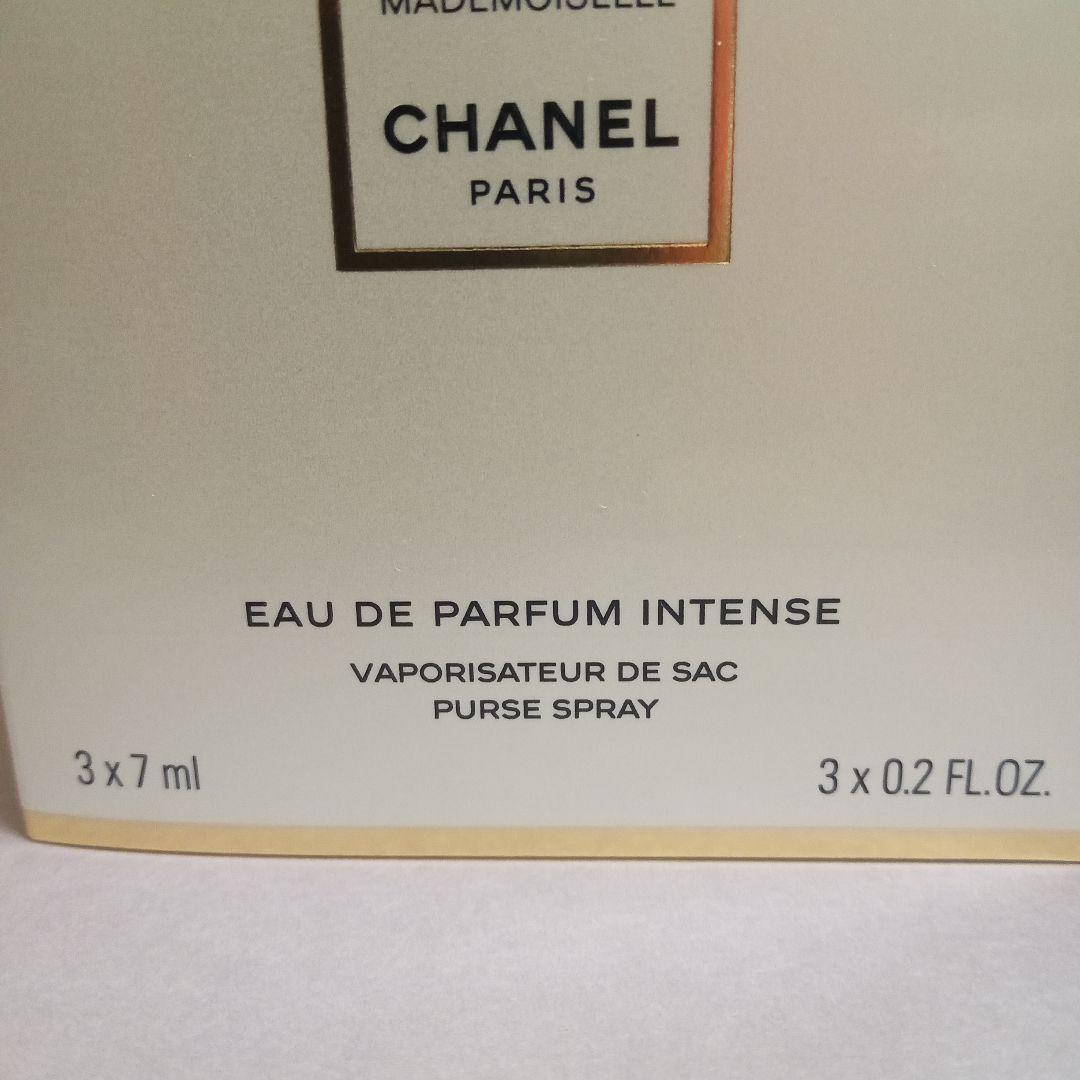 MADEMOISELLE
CHANEL
PARIS
EAU DE PARFUM INTENSE
VAPORISATEUR DE SAC
PURSE SPRAY
3 x 7 ml
3 x 0.2 FL.OZ.